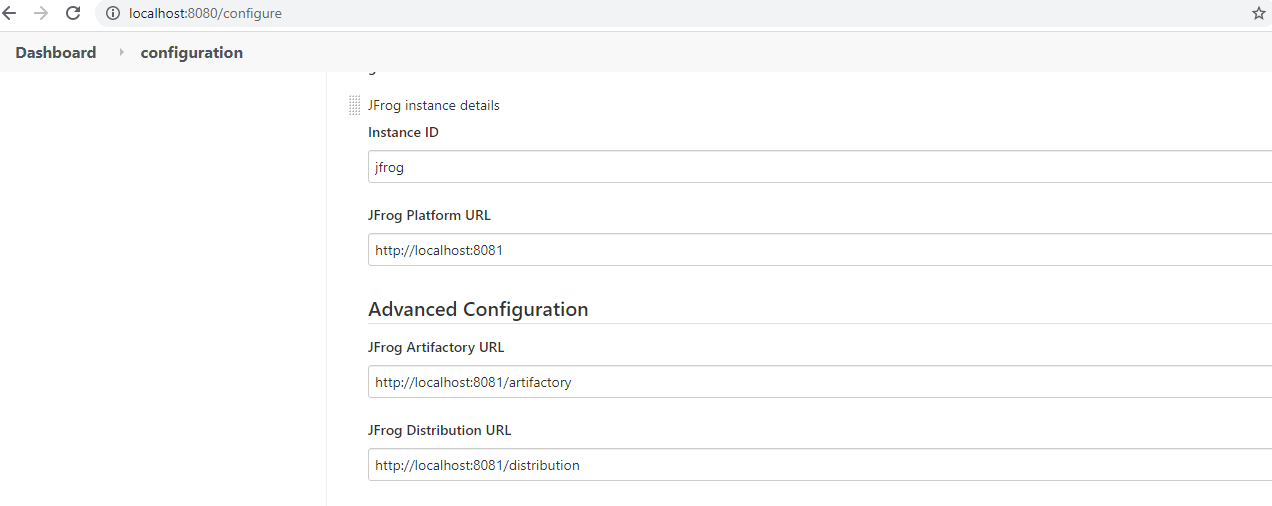 localhost:8080/configure
Dashboard configuration
JFrog instance details
Instance ID
jfrog
JFrog Platform URL
http://localhost:8081
Advanced Configuration
JFrog Artifactory URL
http://localhost:8081/artifactory
JFrog Distribution URL
http://localhost:8081/distribution